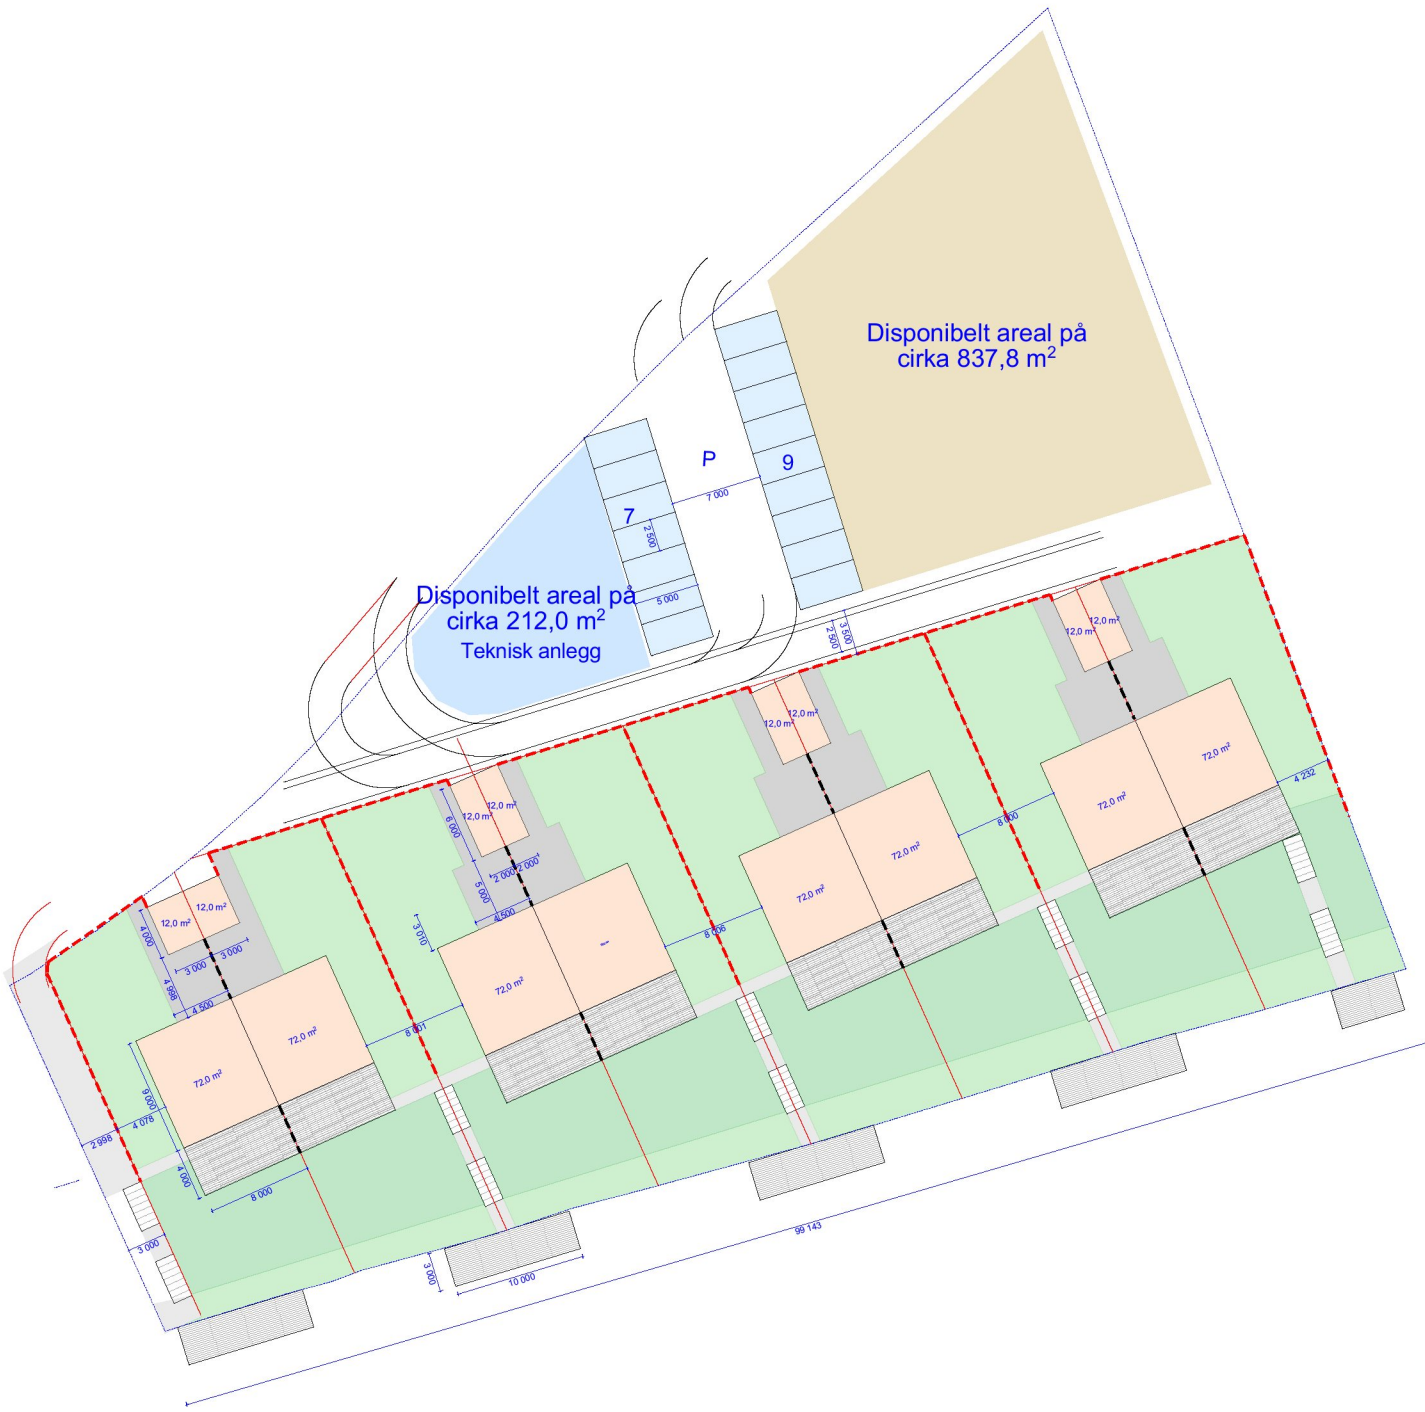 Disponibelt areal på
cirka 837,8 m²
P
9
7 000
7
2 500
5 000
Disponibelt areal på
cirka 212,0 m²
Teknisk anlegg
3 500
2 500
12,0 m²
12,0 m²
12,0 m²
12,0 m²
12,0 m²
12,0 m²
12,0 m²
12,0 m²
72,0 m²
72,0 m²
4 232
8 000
72,0 m²
72,0 m²
6 000
2 000
2 000
5 000
4 500
3 010
8 006
72,0 m²
4 000
3 000
3 000
4 998
4 500
8 001
72,0 m²
72,0 m²
9 000
4 078
2 998
4 000
8 000
3 000
3 000
10 000
99 143